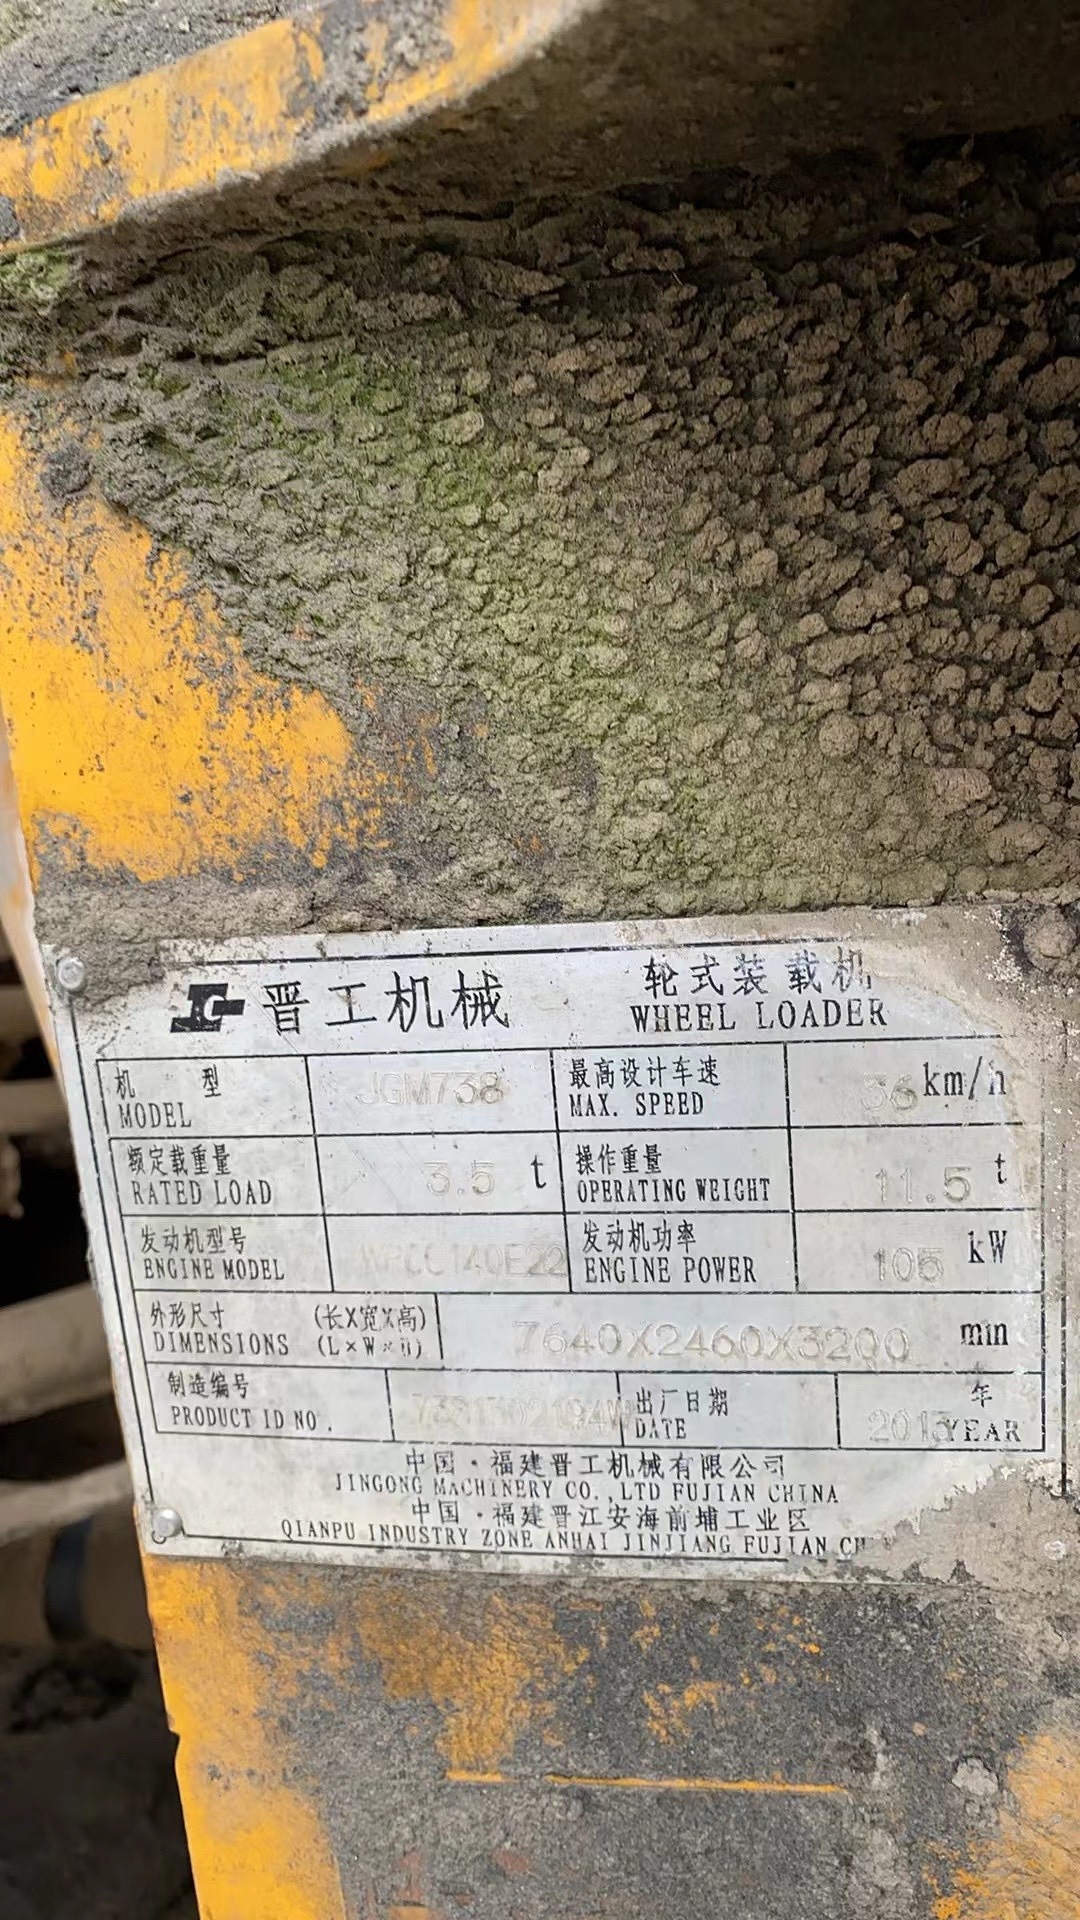 晋工机械 轮式装载机
WHEEL LOADER
机 型 JGM738 最高设计车速 36 km/h
MODEL MAX. SPEED
额定载重量 3.5 t 操作重量 11.5 t
RATED LOAD OPERATING WEIGHT
发动机型号 发动机功率 105 kW
ENGINE MODEL ENGINE POWER
外形尺寸 (长X宽X高) 7640X2460X3200 mm
DIMENSIONS (L×W×H)
制造编号 出厂日期 年
PRODUCT ID NO. DATE YEAR
中国·福建晋工机械有限公司
JINGONG MACHINERY CO.,LTD FUJIAN CHINA
中国·福建晋江安海前埔工业区
QIANPU INDUSTRY ZONE ANHAI JINJIANG FUJIAN